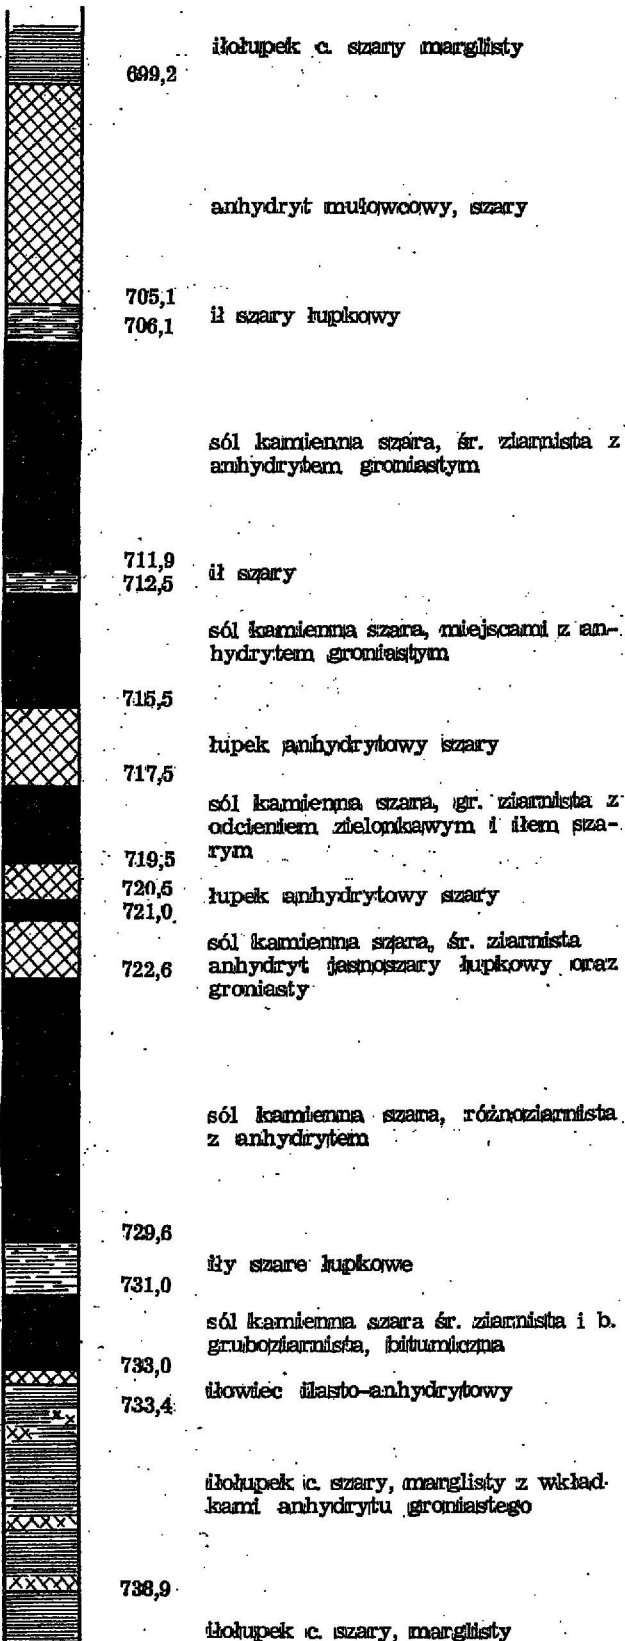 iłołupek c. szary marglisty
699,2
anhydryt mułowcowy, szary
705,1
ił szary łupkowy
706,1
sól kamienna szara, śr. ziarnista z
anhydrytem groniastym
711,9
ił szary
712,5
sól kamienna szara, miejscami z an-
hydrytem groniastym
715,5
łupek anhydrytowy szary
717,5
sól kamienna szara, gr. ziarnista z
odcieniem zielonkawym i iłem sza-
rym
719,5
720,5
łupek anhydrytowy szary
721,0
sól kamienna szara, śr. ziarnista
anhydryt jasnoszary łupkowy oraz
722,6
groniasty
sól kamienna szara, różnoziarnista
z anhydrytem
729,6
iły szare łupkowe
731,0
sól kamienna szara śr. ziarnista i b.
gruboziarnista, bitumiczna
733,0
iłowiec ilasto-anhydrytowy
733,4
iłołupek c. szary, marglisty z wkład-
kami anhydrytu groniastego
738,9
iłołupek c. szary, marglisty